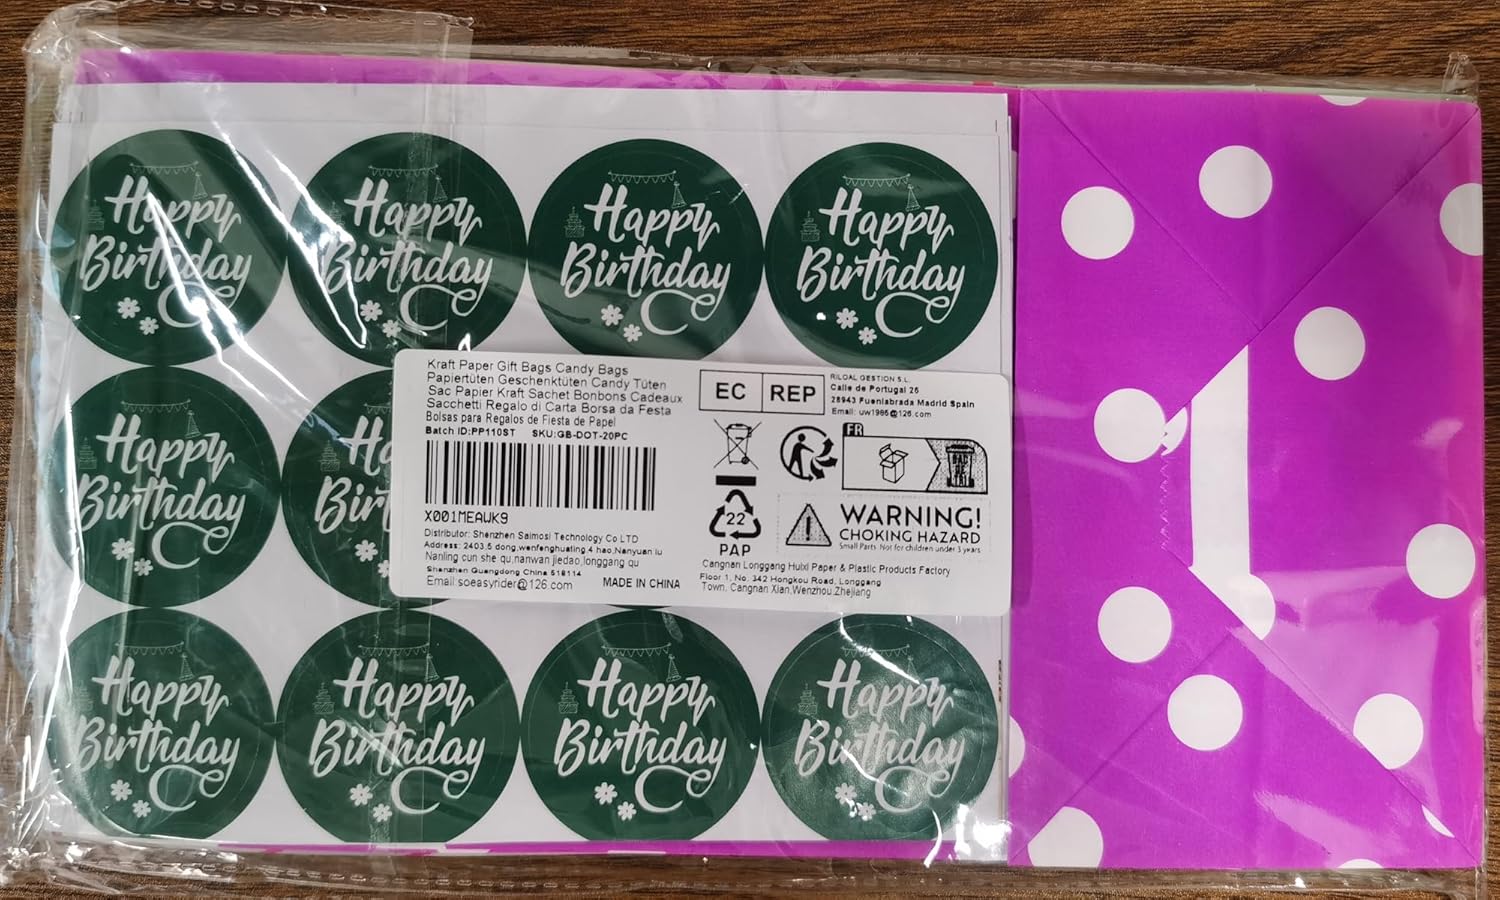 Happy
Birthday
Happy
Birthday
Happy
Birthday
Happy
Birthday
Happy
Birthday
Ha
Birt
Kraft Paper Gift Bags Candy Bags
Papiertüten Geschenktüten Candy Tüten
Sac Papier Kraft Sachet Bonbons Cadeaux
Sacchetti Regalo di Carta Borsa da Festa
Bolsas para Regalos de Fiesta de Papel
Batch ID:PP110ST SKU:GB-DOT-20PC
X001MEAWK9
Distributor: Shenzhen Saimosi Technology Co LTD
Address: 2403,5 dong,wenfenghuating,4 hao,Nanyuan lu
Nanling cun she qu,nanwan jiedao,longgang qu
Shenzhen Guangdong China 518114
Email:soeasyrider@126.com MADE IN CHINA
EC REP
RILOAL GESTION S.L.
Calle de Portugal 25
28943 Fuenlabrada Madrid Spain
Email: uw1986@126.com
FR
22
PAP
WARNING!
CHOKING HAZARD
Small Parts. Not for children under 3 years
Cangnan Longgang Huixi Paper & Plastic Products Factory
Floor 1, No. 342 Hongkou Road, Longgang
Town, Cangnan Xian,Wenzhou,Zhejiang
Happy
Birthday
Happy
Birthday
Happy
Birthday
Happy
Birthday